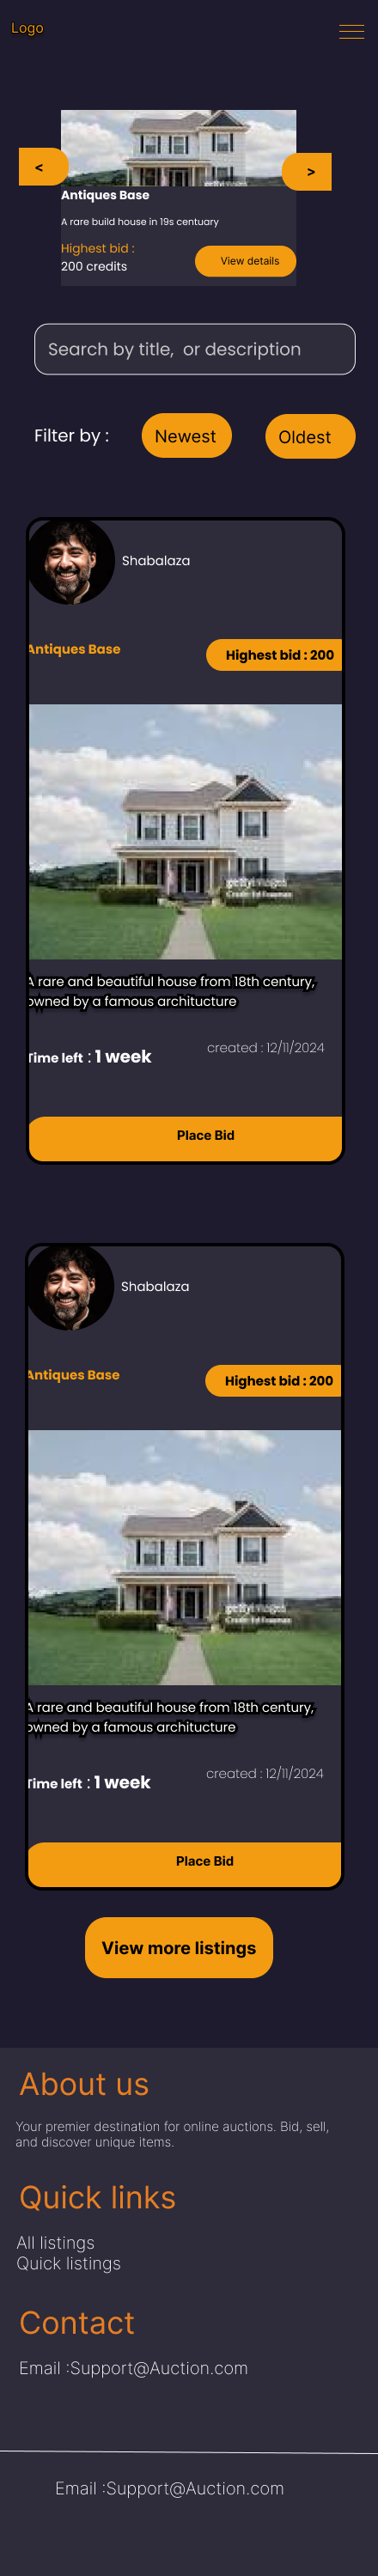 Logo
<
>
Antiques Base
A rare build house in 19s centuary
Highest bid :
200 credits
View details
Search by title,  or description
Filter by :
Newest
Oldest
Shabalaza
Antiques Base
Highest bid : 200
gettyimages
A rare and beautiful house from 18th century,
owned by a famous architucture
Time left : 1 week
created : 12/11/2024
Place Bid
Shabalaza
Antiques Base
Highest bid : 200
gettyimages
A rare and beautiful house from 18th century,
owned by a famous architucture
Time left : 1 week
created : 12/11/2024
Place Bid
View more listings
About us
Your premier destination for online auctions. Bid, sell,
and discover unique items.
Quick links
All listings
Quick listings
Contact
Email :Support@Auction.com
Email :Support@Auction.com